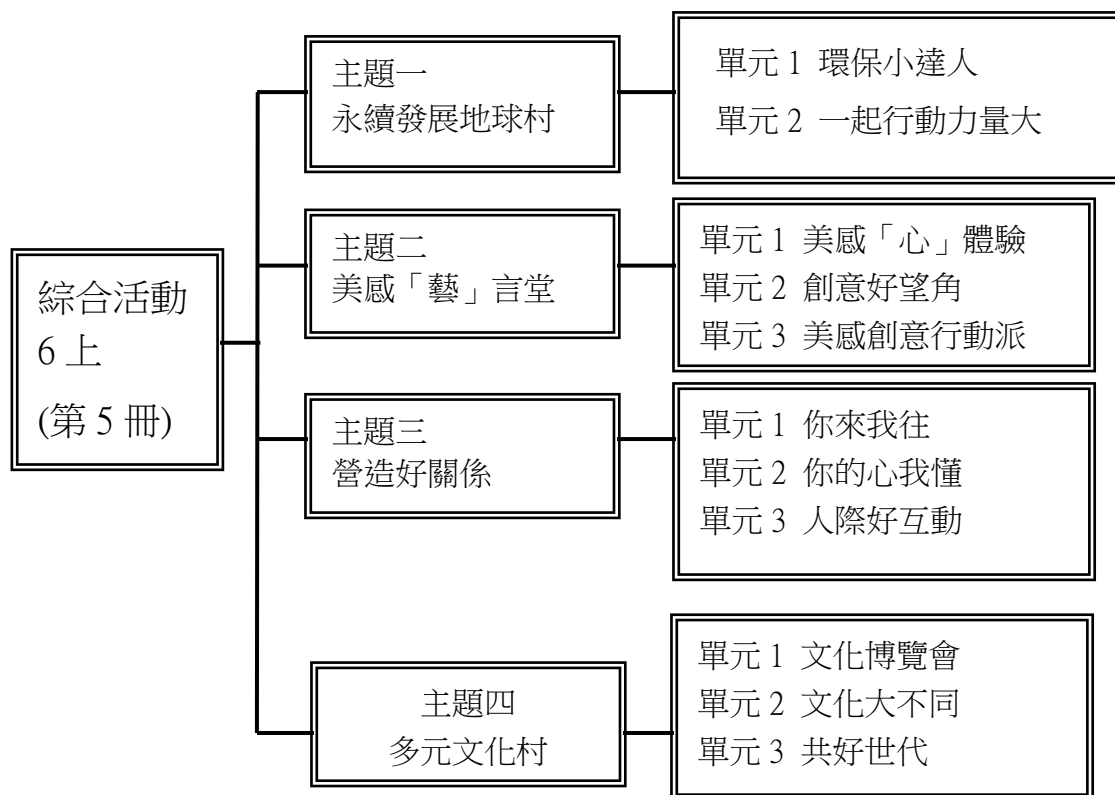 綜合活動
6 上
(第 5 冊)
主題一
永續發展地球村
單元 1 環保小達人
單元 2 一起行動力量大
主題二
美感「藝」言堂
單元 1 美感「心」體驗
單元 2 創意好望角
單元 3 美感創意行動派
主題三
營造好關係
單元 1 你來我往
單元 2 你的心我懂
單元 3 人際好互動
主題四
多元文化村
單元 1 文化博覽會
單元 2 文化大不同
單元 3 共好世代